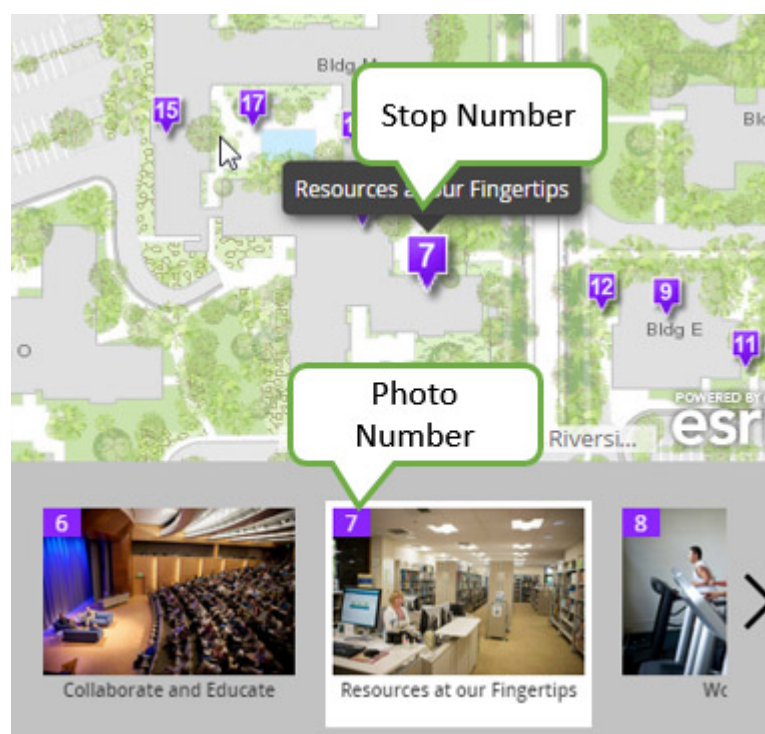 Bldg M
15
17
Stop Number
Resources at our Fingertips
7
12
9
Bldg E
11
O
POWERED BY
esri
Photo
Number
Riversi...
6
7
8
Collaborate and Educate
Resources at our Fingertips